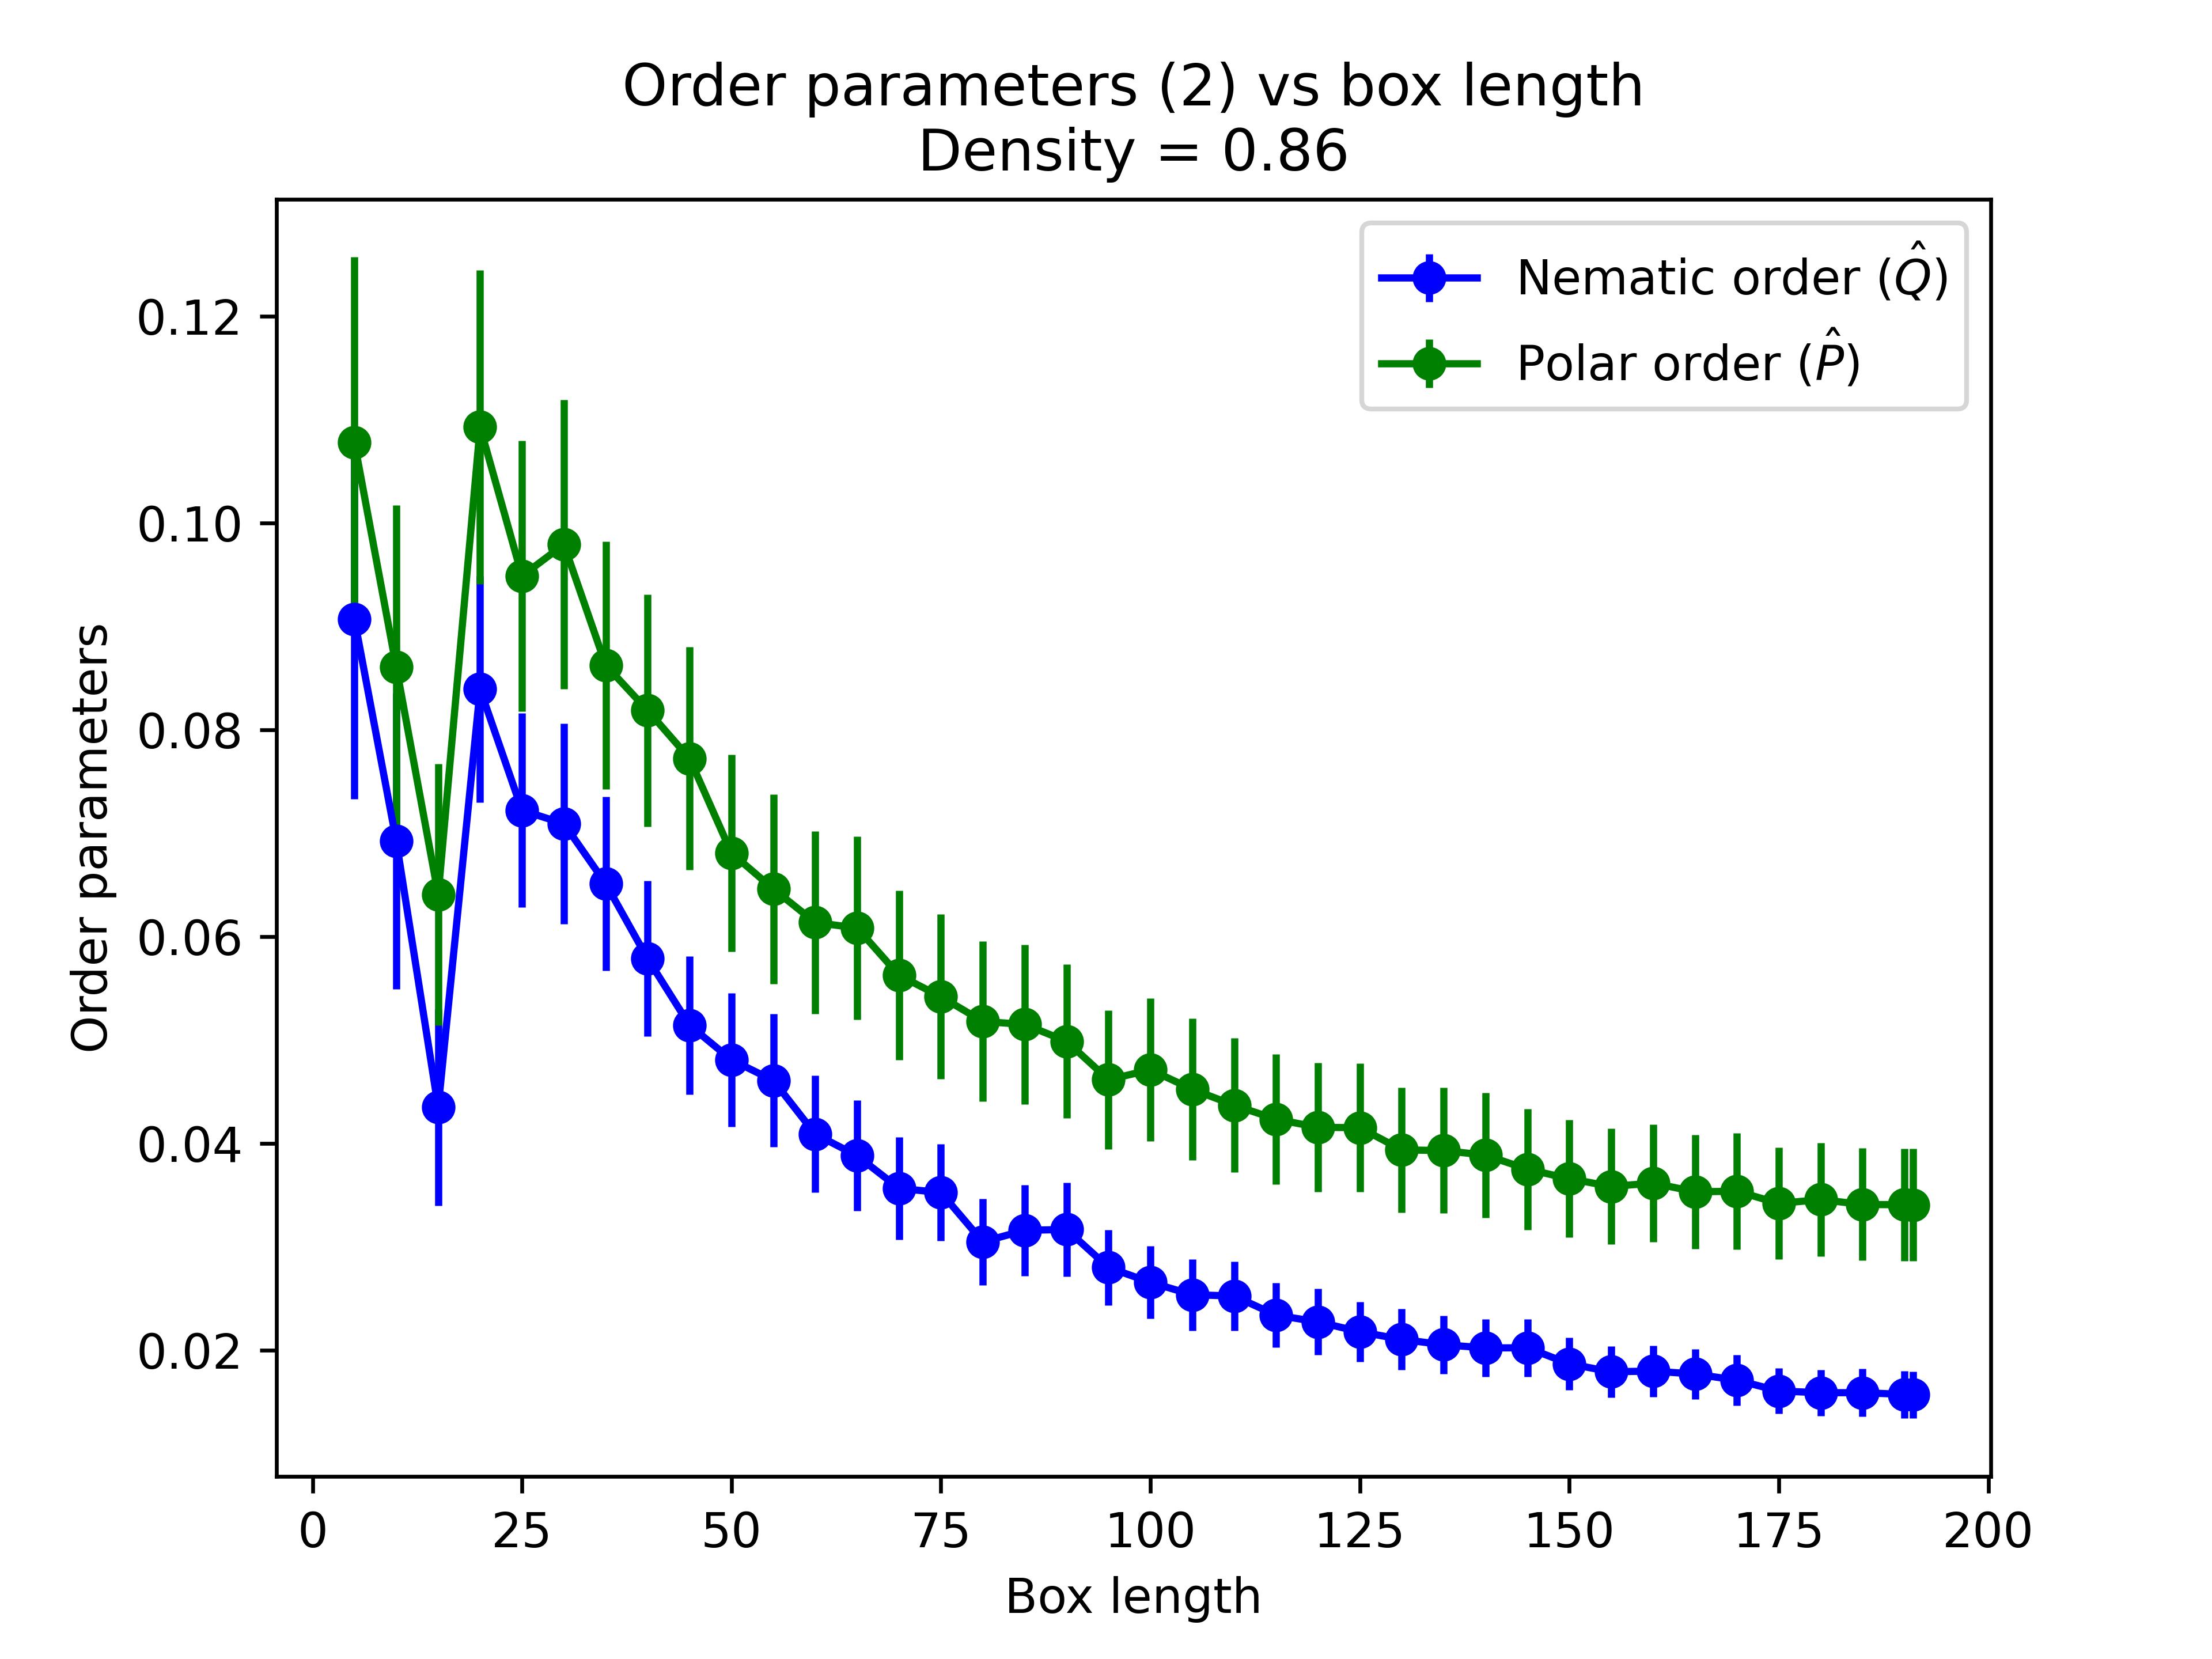 Order parameters (2) vs box length
Density = 0.86
Nematic order (Q̂)
Polar order (P̂)
Order parameters
0.12
0.10
0.08
0.06
0.04
0.02
0 25 50 75 100 125 150 175 200
Box length